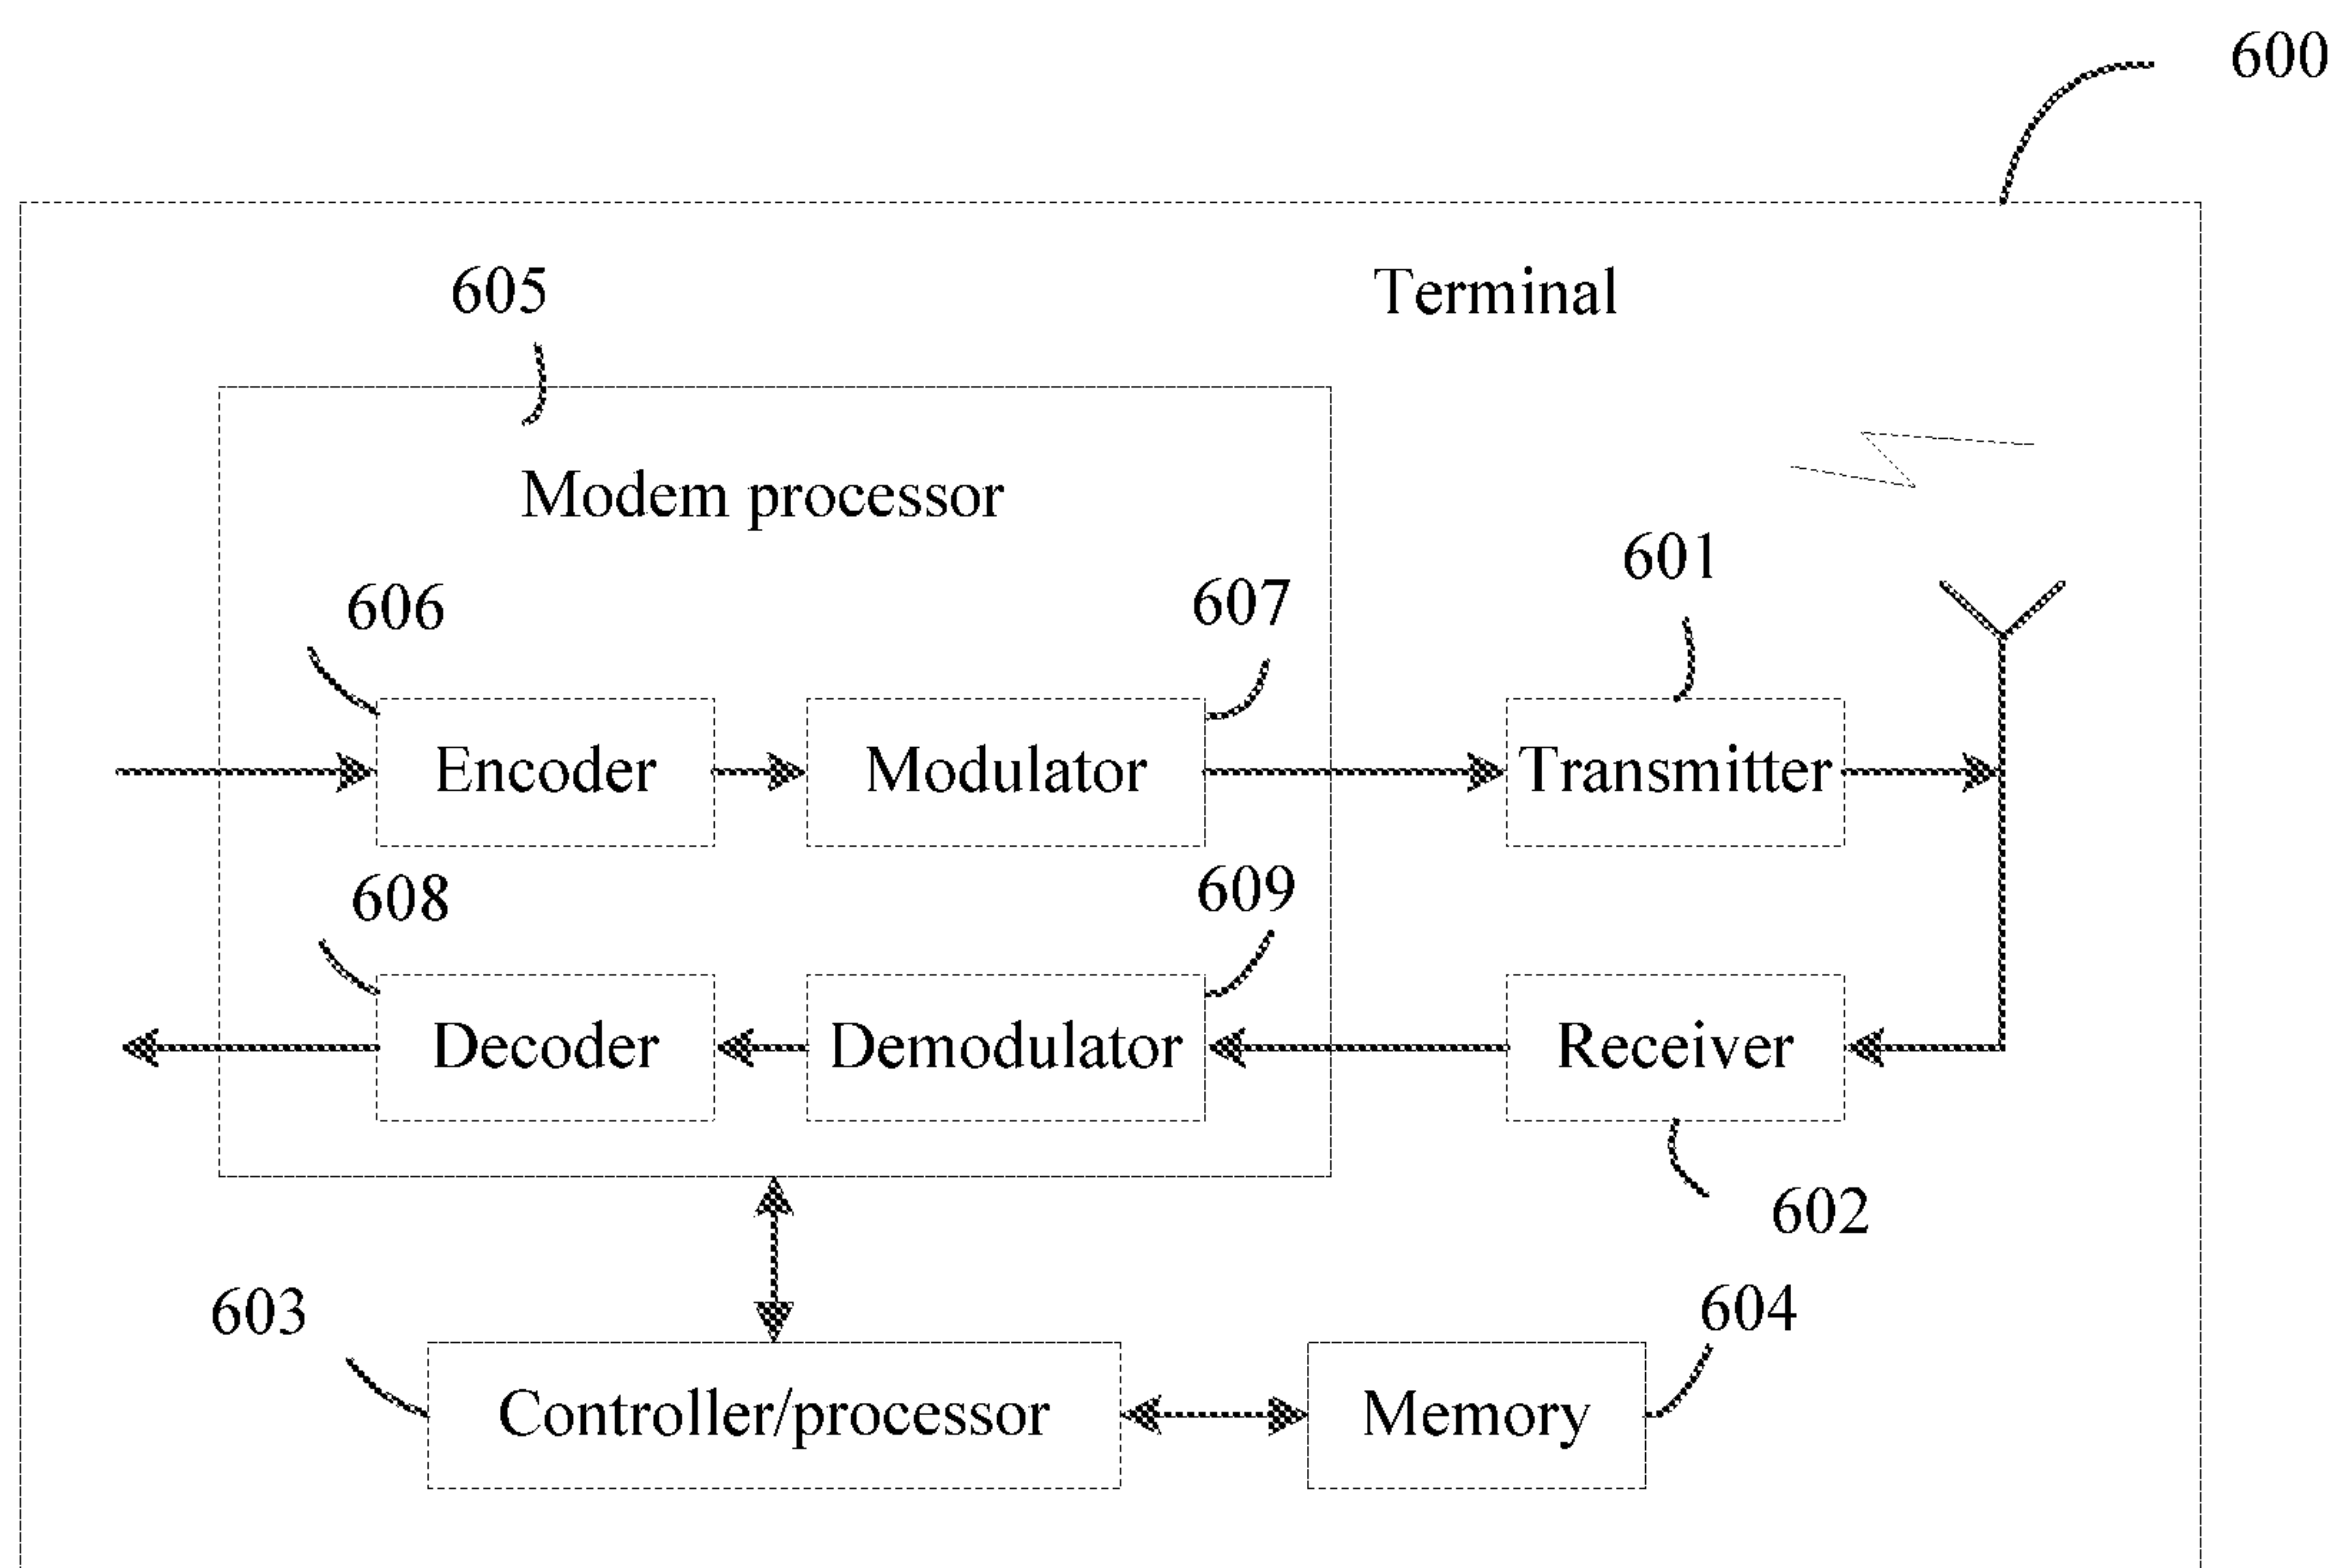 600
605
Terminal
Modem processor
601
606
607
Encoder
Modulator
Transmitter
608
609
Decoder
Demodulator
Receiver
602
603
604
Controller/processor
Memory